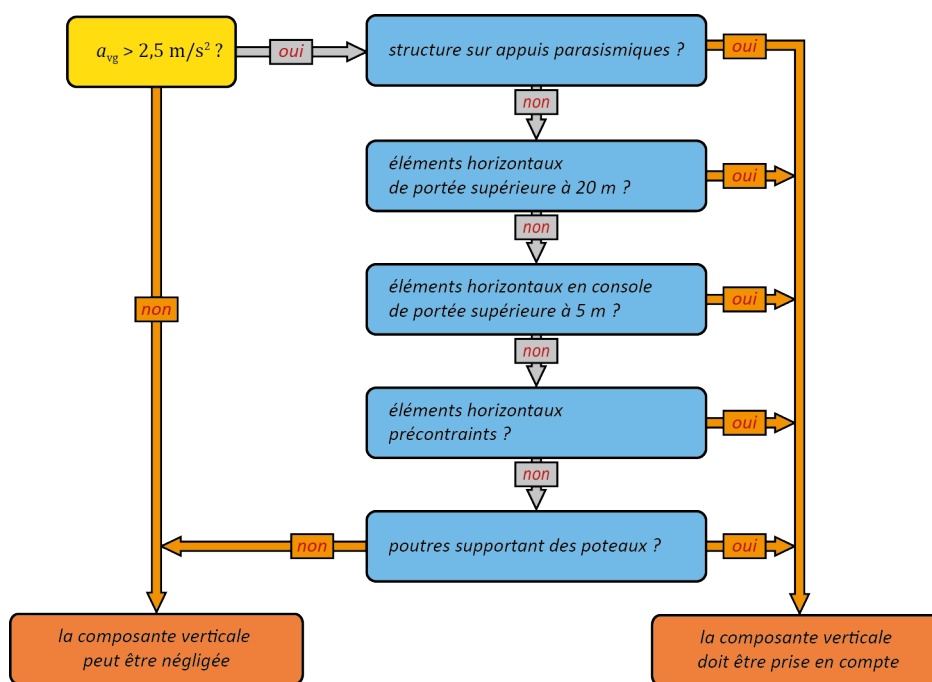 a_vg > 2,5 m/s² ?
oui
structure sur appuis parasismiques ?
oui
non
éléments horizontaux
de portée supérieure à 20 m ?
oui
non
éléments horizontaux en console
de portée supérieure à 5 m ?
oui
non
non
éléments horizontaux
précontraints ?
oui
non
poutres supportant des poteaux ?
oui
non
la composante verticale
peut être négligée
la composante verticale
doit être prise en compte